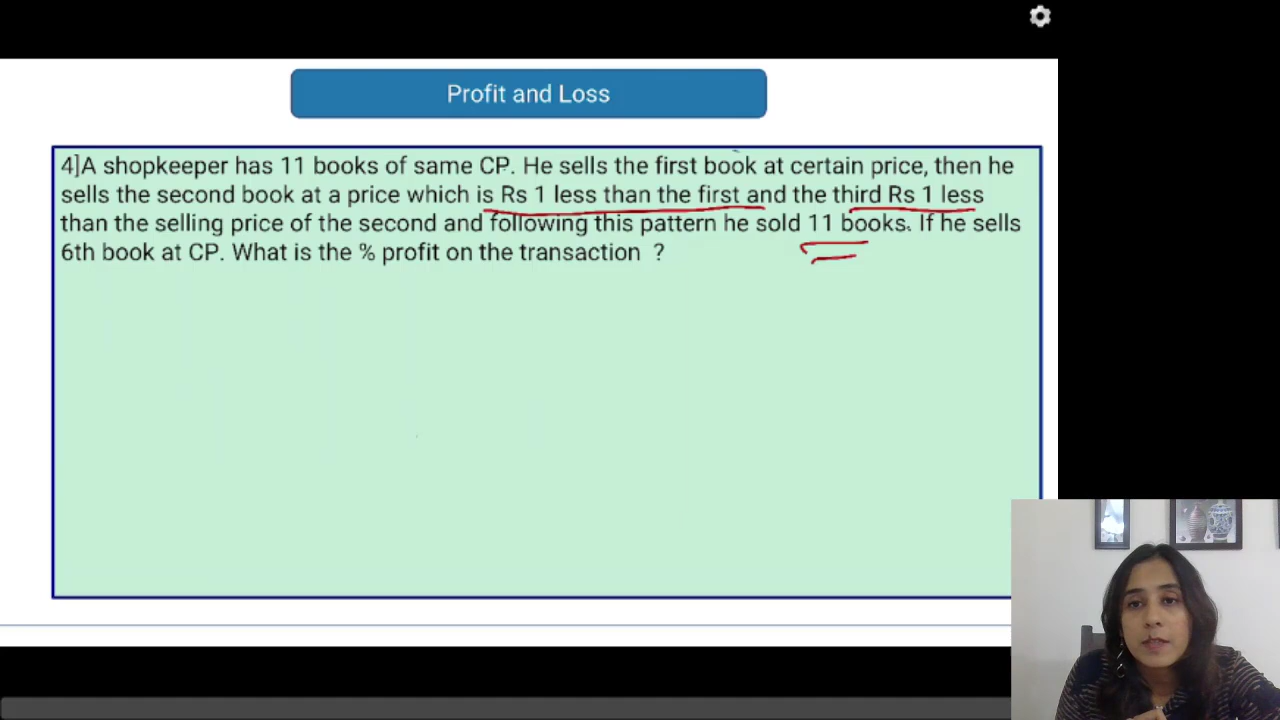 Profit and Loss
4]A shopkeeper has 11 books of same CP. He sells the first book at certain price, then he
sells the second book at a price which is Rs 1 less than the first and the third Rs 1 less
than the selling price of the second and following this pattern he sold 11 books. If he sells
6th book at CP. What is the % profit on the transaction ?